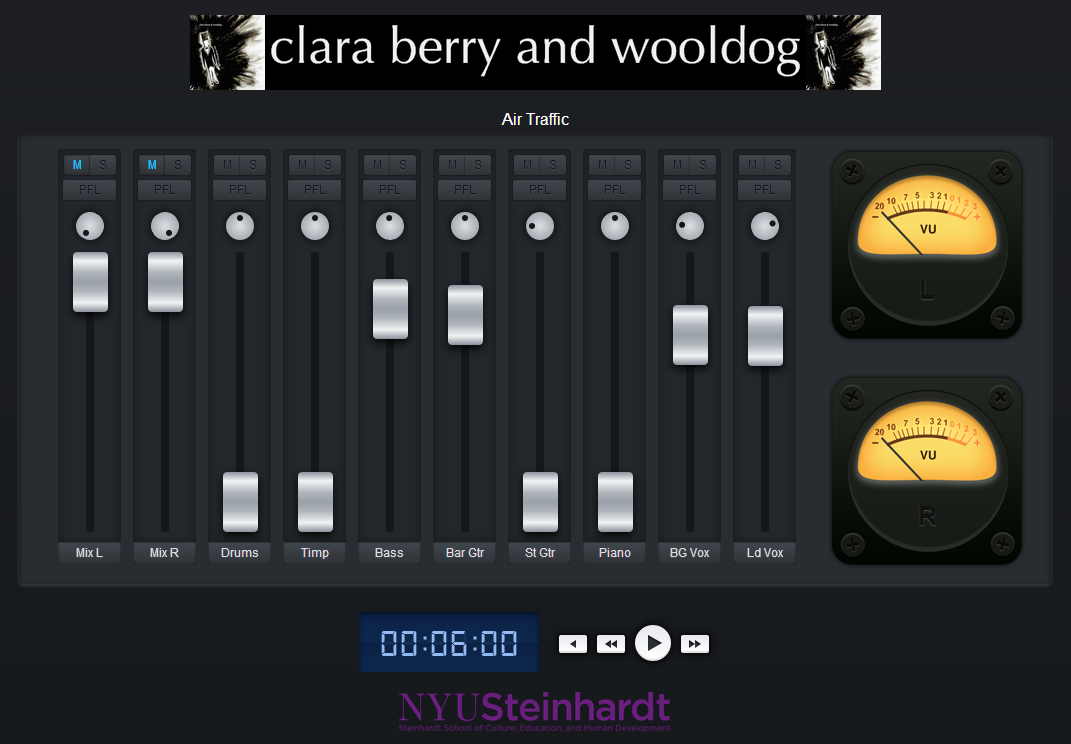 clara berry and wooldog
Air Traffic
M S M S M S M S M S M S M S M S M S M S
PFL PFL PFL PFL PFL PFL PFL PFL PFL PFL
Mix L Mix R Drums Timp Bass Bar Gtr St Gtr Piano BG Vox Ld Vox
20 10 7 5 3 2 1 0 1 2 3
- +
VU
L
20 10 7 5 3 2 1 0 1 2 3
- +
VU
R
00:06:00
NYUSteinhardt
Steinhardt School of Culture, Education, and Human Development